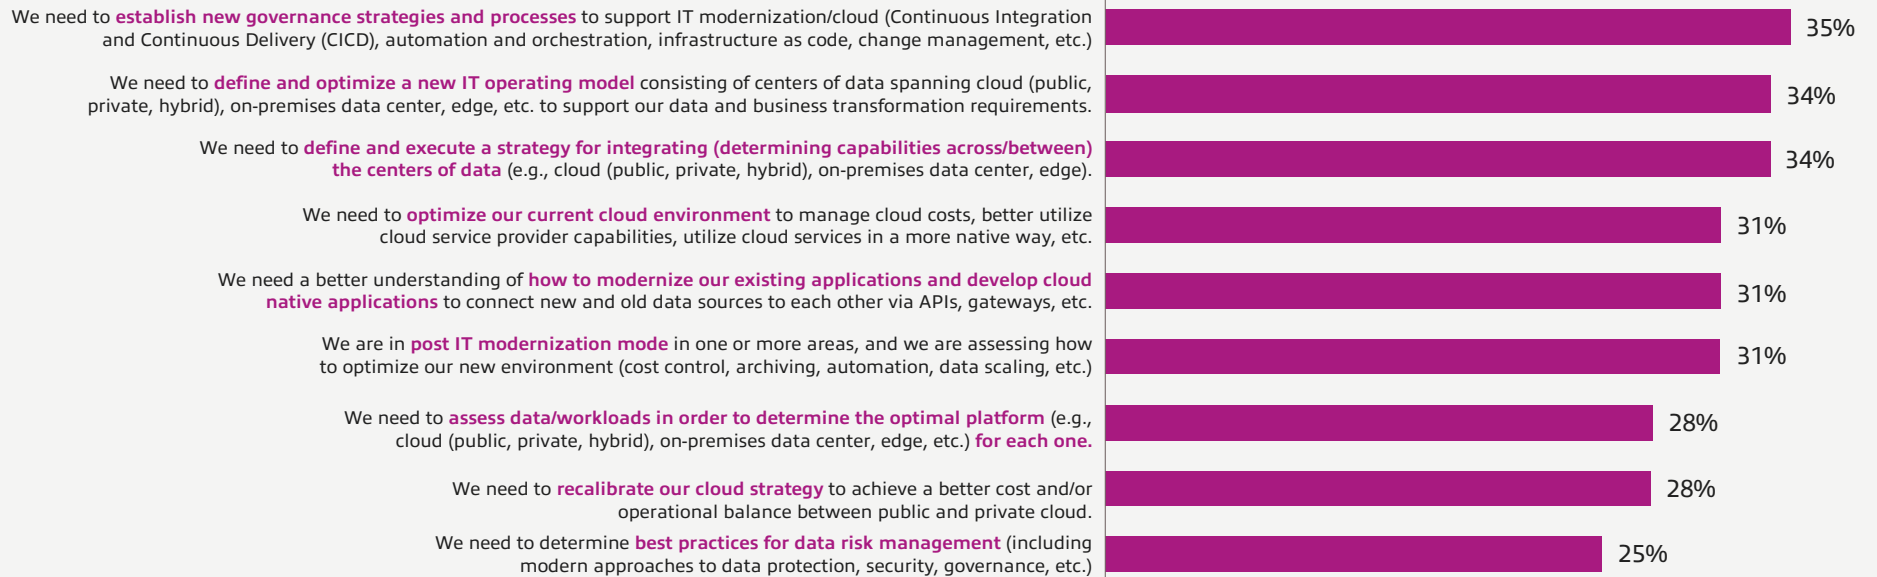 We need to establish new governance strategies and processes to support IT modernization/cloud (Continuous Integration
and Continuous Delivery (CICD), automation and orchestration, infrastructure as code, change management, etc.)
35%
We need to define and optimize a new IT operating model consisting of centers of data spanning cloud (public,
private, hybrid), on-premises data center, edge, etc. to support our data and business transformation requirements.
34%
We need to define and execute a strategy for integrating (determining capabilities across/between)
the centers of data (e.g., cloud (public, private, hybrid), on-premises data center, edge).
34%
We need to optimize our current cloud environment to manage cloud costs, better utilize
cloud service provider capabilities, utilize cloud services in a more native way, etc.
31%
We need a better understanding of how to modernize our existing applications and develop cloud
native applications to connect new and old data sources to each other via APIs, gateways, etc.
31%
We are in post IT modernization mode in one or more areas, and we are assessing how
to optimize our new environment (cost control, archiving, automation, data scaling, etc.)
31%
We need to assess data/workloads in order to determine the optimal platform (e.g.,
cloud (public, private, hybrid), on-premises data center, edge, etc.) for each one.
28%
We need to recalibrate our cloud strategy to achieve a better cost and/or
operational balance between public and private cloud.
28%
We need to determine best practices for data risk management (including
modern approaches to data protection, security, governance, etc.)
25%